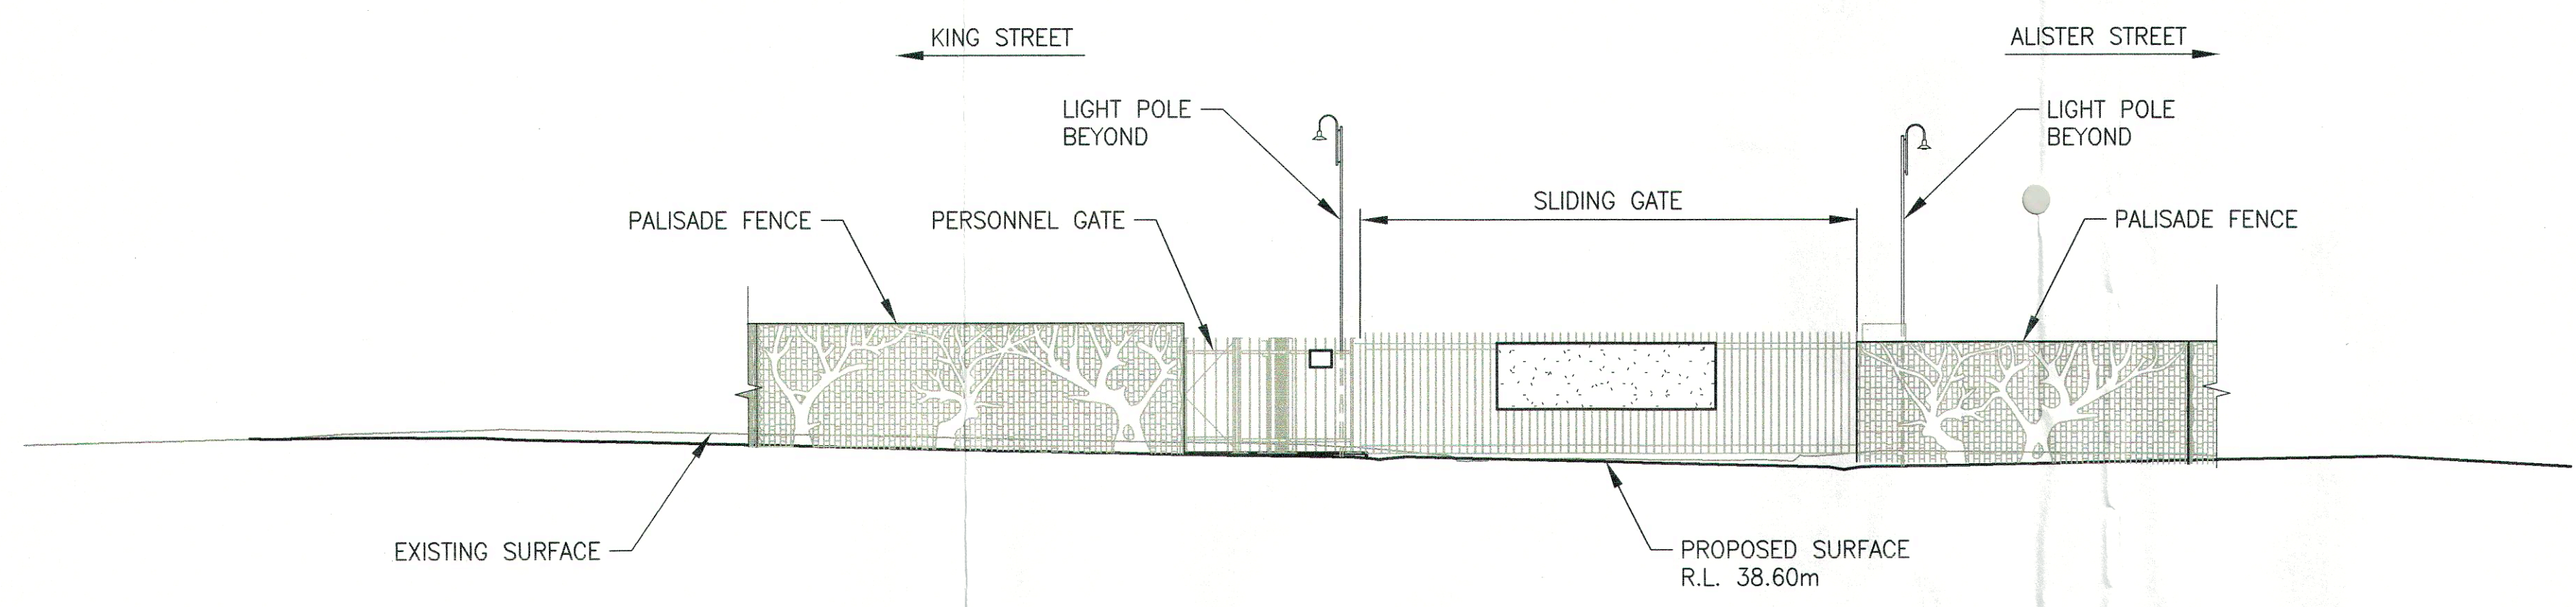 KING STREET
ALISTER STREET
LIGHT POLE
BEYOND
LIGHT POLE
BEYOND
SLIDING GATE
PALISADE FENCE
PERSONNEL GATE
PALISADE FENCE
EXISTING SURFACE
PROPOSED SURFACE
R.L. 38.60m